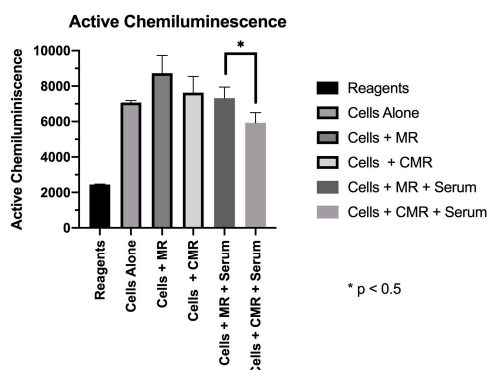 Active Chemiluminescence
*
Active Chemiluminiscence
10000
8000
6000
4000
2000
0
Reagents
Cells Alone
Cells + MR
Cells + CMR
Cells + MR + Serum
Cells + CMR + Serum
Reagents
Cells Alone
Cells + MR
Cells + CMR
Cells + MR + Serum
Cells + CMR + Serum
* p < 0.5